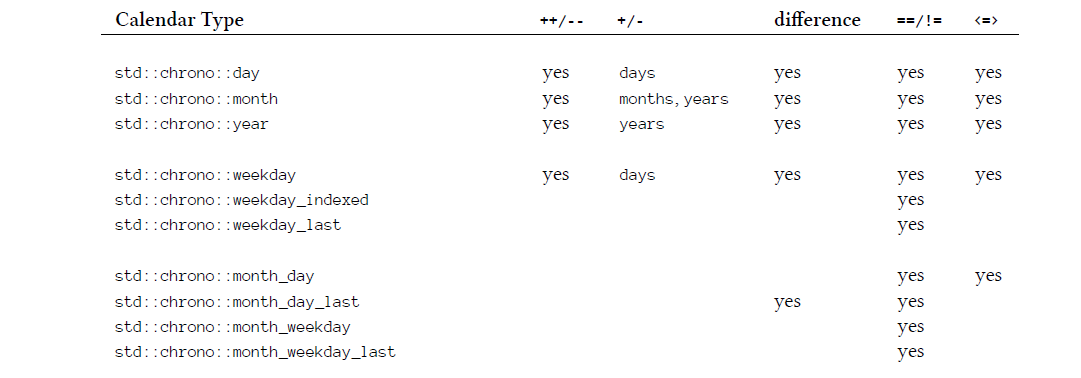 Calendar Type ++/-- +/- difference ==/!= <=>
std::chrono::day yes days yes yes yes
std::chrono::month yes months, years yes yes yes
std::chrono::year yes years yes yes yes
std::chrono::weekday yes days yes yes yes
std::chrono::weekday_indexed yes
std::chrono::weekday_last yes
std::chrono::month_day yes yes
std::chrono::month_day_last yes yes
std::chrono::month_weekday yes
std::chrono::month_weekday_last yes